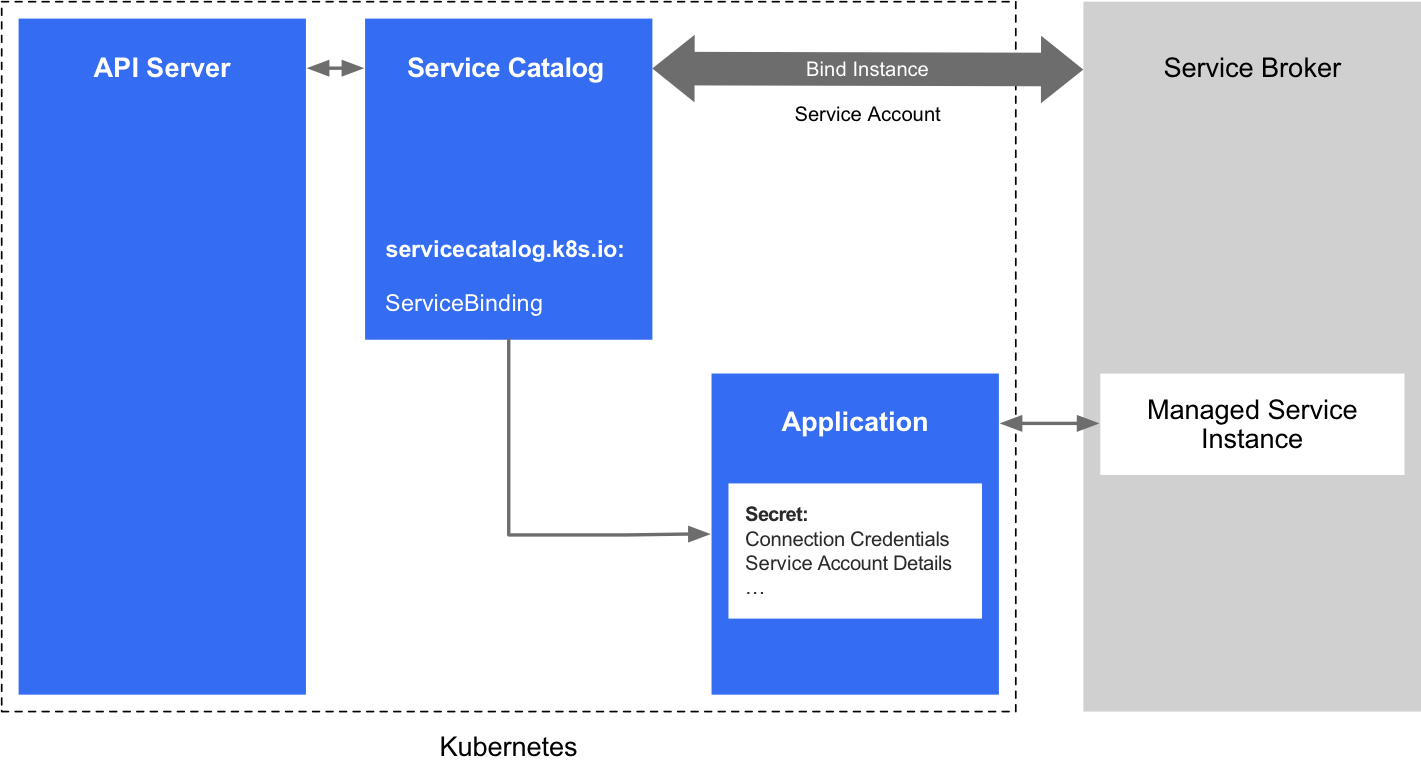 API Server
Service Catalog
Bind Instance
Service Broker
Service Account
servicecatalog.k8s.io:
ServiceBinding
Application
Managed Service
Instance
Secret:
Connection Credentials
Service Account Details
…
Kubernetes